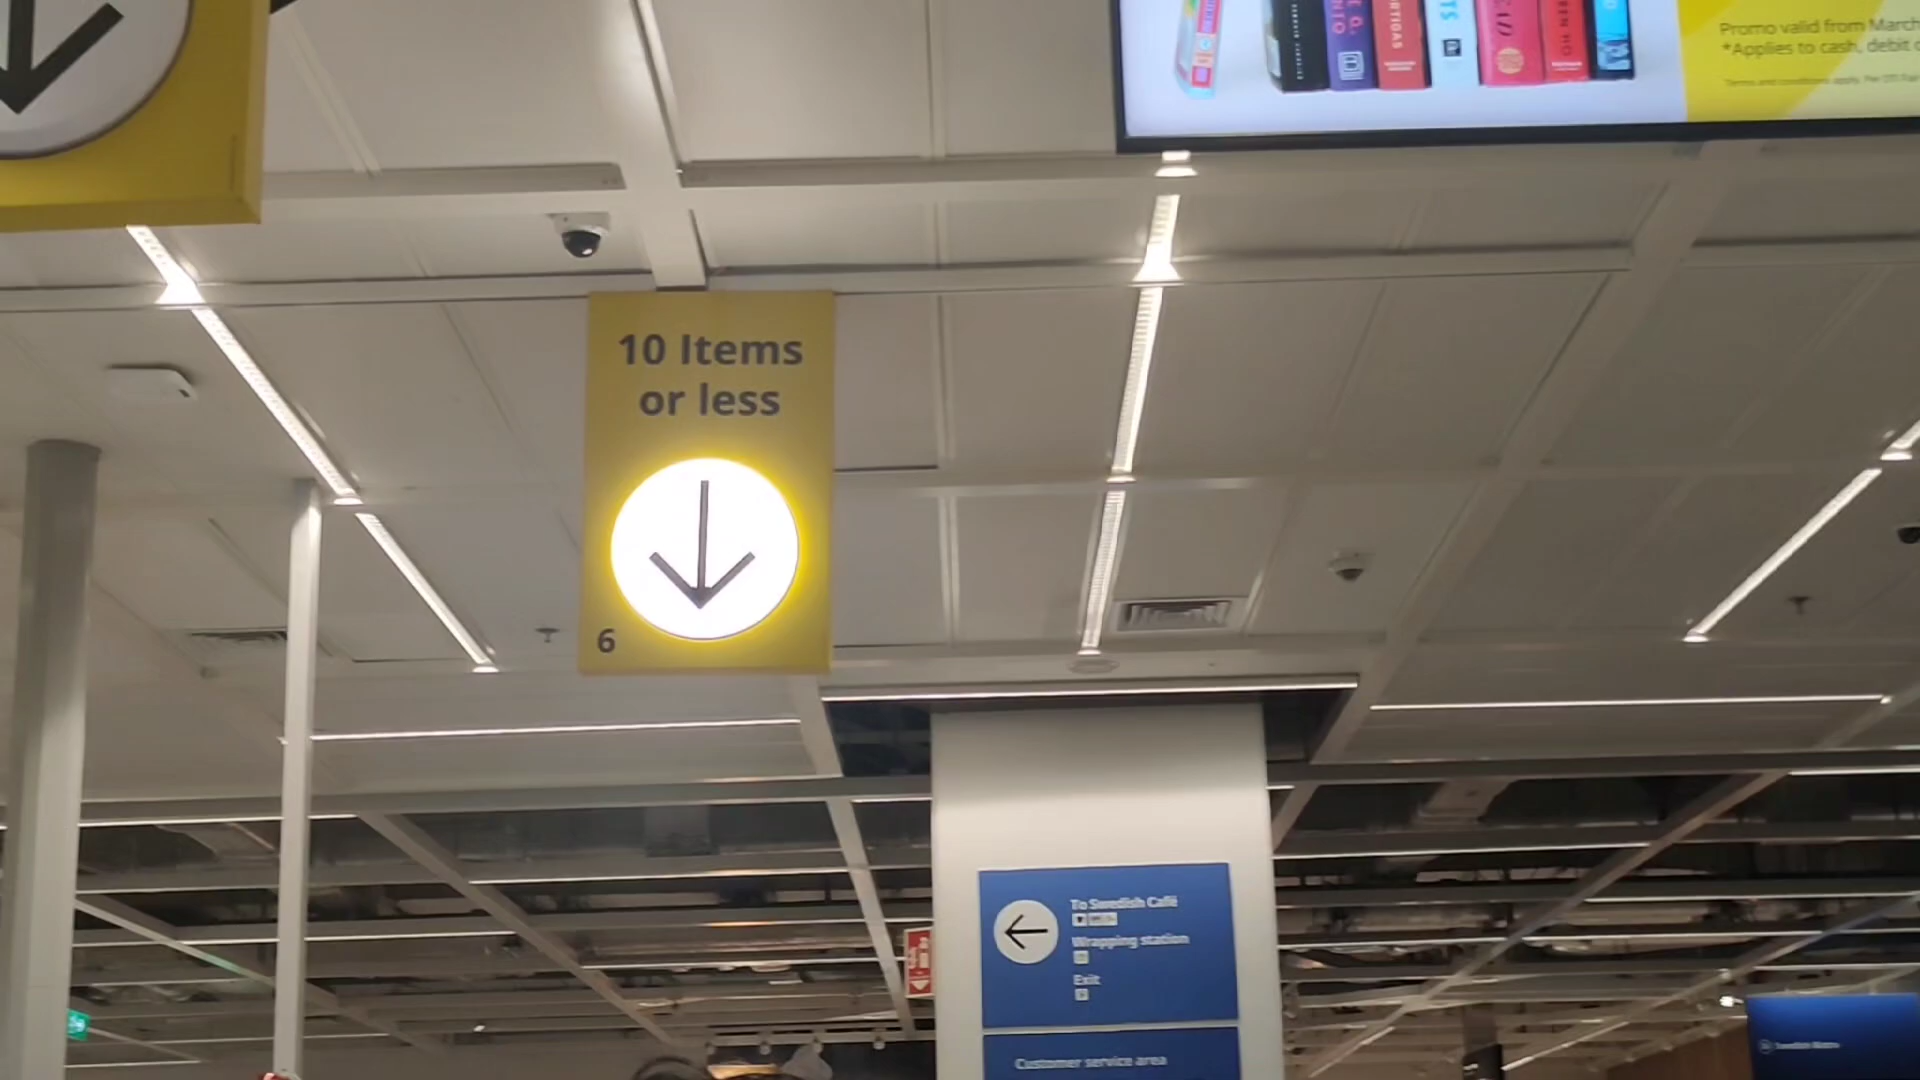 Promo valid from March
*Applies to cash, debit
10 Items
or less
6
To Swedish Café
Wrapping station
Exit
Customer service area